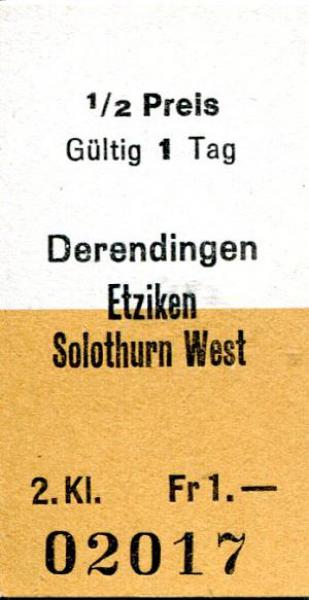 1/2 Preis
Gültig 1 Tag
Derendingen
Etziken
Solothurn West
2. Kl. Fr 1.—
02017